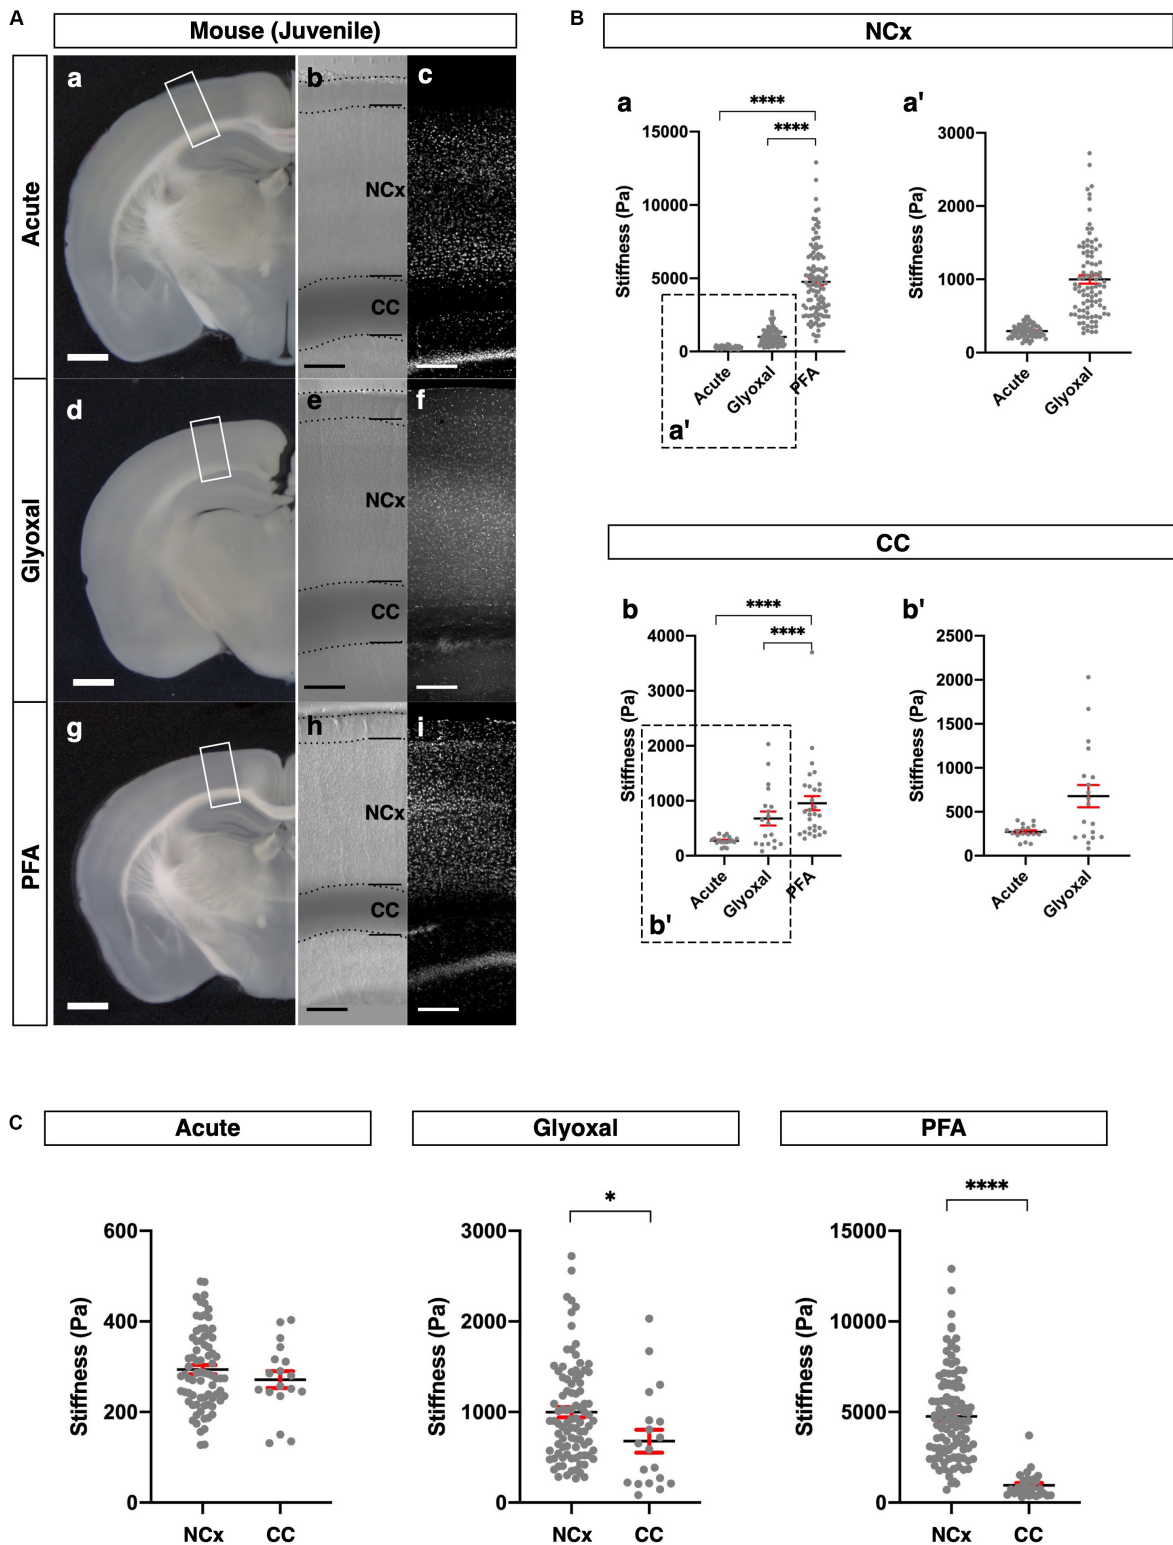 A
Mouse (Juvenile)
Acute
a
b
c
NCx
CC
Glyoxal
d
e
f
NCx
CC
PFA
g
h
i
NCx
CC
B
NCx
a
****
****
15000
10000
5000
0
Stiffness (Pa)
Acute
Glyoxal
PFA
a'
a'
3000
2000
1000
0
Stiffness (Pa)
Acute
Glyoxal
CC
b
****
****
4000
3000
2000
1000
0
Stiffness (Pa)
Acute
Glyoxal
PFA
b'
b'
2500
2000
1500
1000
500
0
Stiffness (Pa)
Acute
Glyoxal
C
Acute
600
400
200
0
Stiffness (Pa)
NCx CC
Glyoxal
*
3000
2000
1000
0
Stiffness (Pa)
NCx CC
PFA
****
15000
10000
5000
0
Stiffness (Pa)
NCx CC